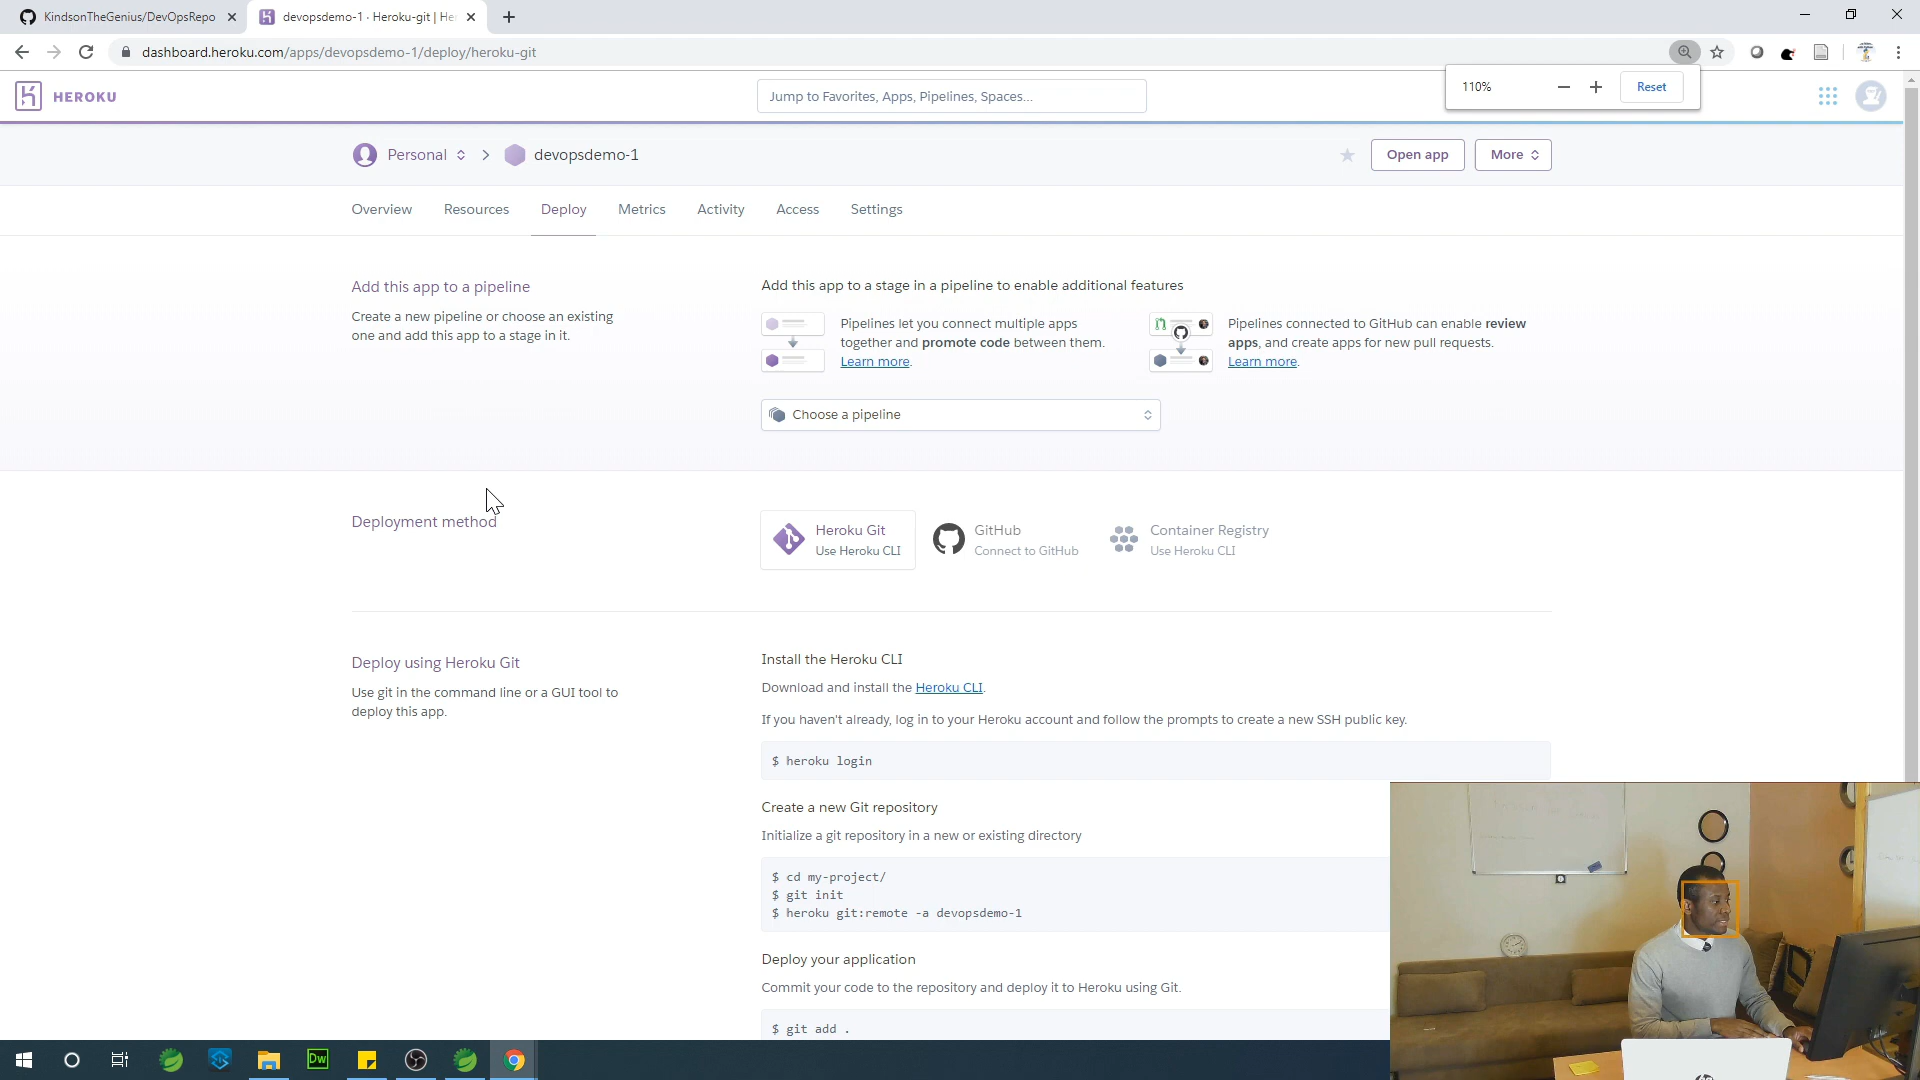 KindsonTheGenius/DevOpsRepo
devopsdemo-1 · Heroku-git | He
dashboard.heroku.com/apps/devopsdemo-1/deploy/heroku-git
110%
Reset
HEROKU
Jump to Favorites, Apps, Pipelines, Spaces...
Personal
devopsdemo-1
Open app
More
Overview
Resources
Deploy
Metrics
Activity
Access
Settings
Add this app to a pipeline
Create a new pipeline or choose an existing
one and add this app to a stage in it.
Add this app to a stage in a pipeline to enable additional features
Pipelines let you connect multiple apps
together and promote code between them.
Learn more.
Pipelines connected to GitHub can enable review
apps, and create apps for new pull requests.
Learn more.
Choose a pipeline
Deployment method
Heroku Git
Use Heroku CLI
GitHub
Connect to GitHub
Container Registry
Use Heroku CLI
Deploy using Heroku Git
Use git in the command line or a GUI tool to
deploy this app.
Install the Heroku CLI
Download and install the Heroku CLI.
If you haven't already, log in to your Heroku account and follow the prompts to create a new SSH public key.
$ heroku login
Create a new Git repository
Initialize a git repository in a new or existing directory
$ cd my-project/
$ git init
$ heroku git:remote -a devopsdemo-1
Deploy your application
Commit your code to the repository and deploy it to Heroku using Git.
$ git add .
Dw